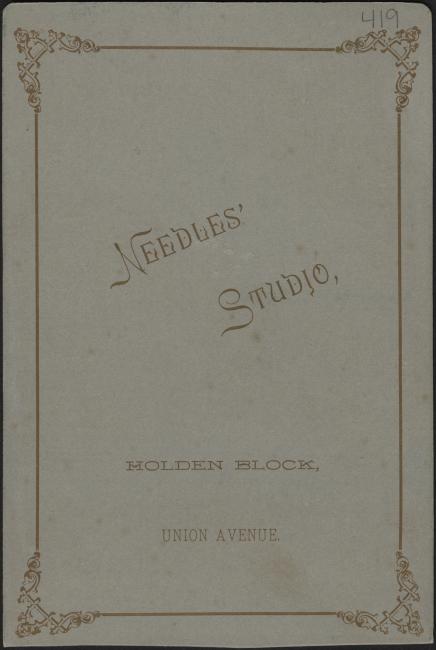 419
NEEDLES'
STUDIO,
HOLDEN BLOCK,
UNION AVENUE.